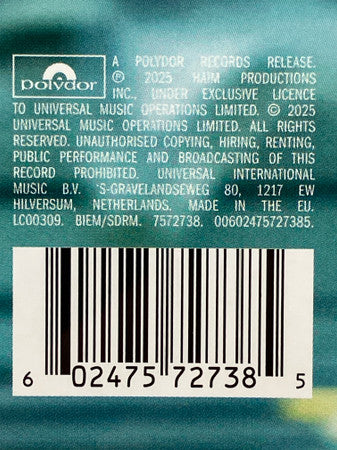 polydor
A POLYDOR RECORDS RELEASE.
℗ 2025 HAIM PRODUCTIONS
INC., UNDER EXCLUSIVE LICENCE
TO UNIVERSAL MUSIC OPERATIONS LIMITED. © 2025
UNIVERSAL MUSIC OPERATIONS LIMITED. ALL RIGHTS
RESERVED. UNAUTHORISED COPYING, HIRING, RENTING,
PUBLIC PERFORMANCE AND BROADCASTING OF THIS
RECORD PROHIBITED. UNIVERSAL INTERNATIONAL
MUSIC B.V. 'S-GRAVELANDSEWEG 80, 1217 EW
HILVERSUM, NETHERLANDS. MADE IN THE EU.
LC00309. BIEM/SDRM. 7572738. 00602475727385.
6 02475 72738 5